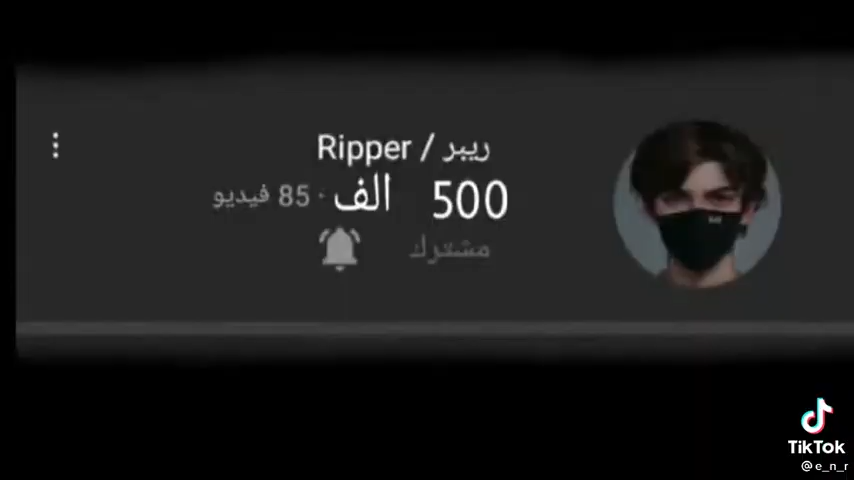 ريبر / Ripper
500 الف · 85 فيديو
مشترك
TikTok
@e_n_r